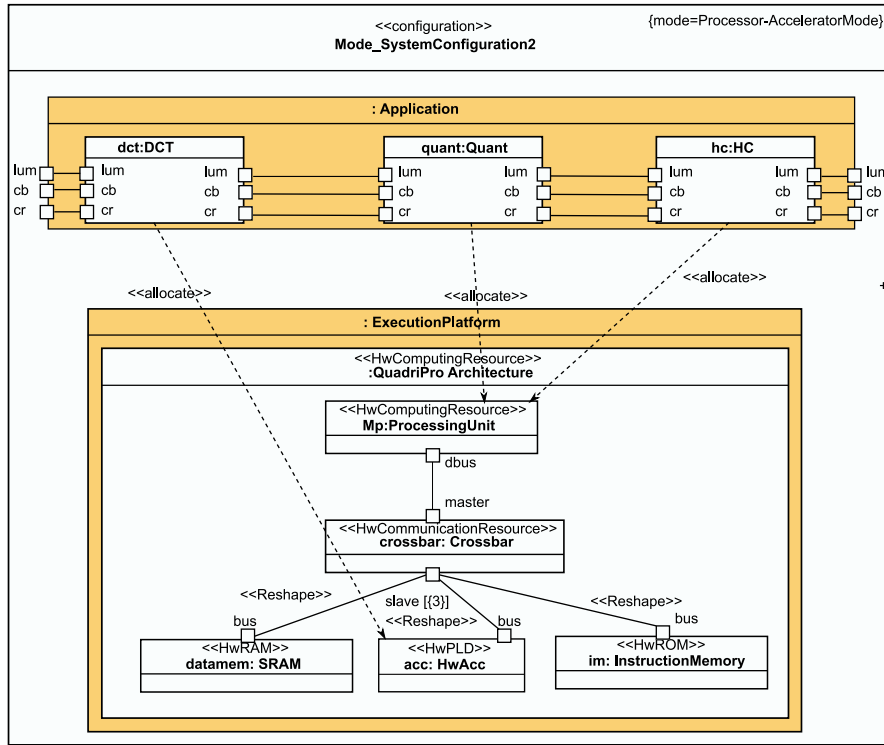 <<configuration>>
{mode=Processor-AcceleratorMode}
Mode_SystemConfiguration2
: Application
dct:DCT
quant:Quant
hc:HC
lum
lum
lum
lum
lum
lum
lum
lum
cb
cb
cb
cb
cb
cb
cb
cb
cr
cr
cr
cr
cr
cr
cr
cr
<<allocate>>
<<allocate>>
<<allocate>>
+
: ExecutionPlatform
<<HwComputingResource>>
:QuadriPro Architecture
<<HwComputingResource>>
Mp:ProcessingUnit
dbus
master
<<HwCommunicationResource>>
crossbar: Crossbar
<<Reshape>>
slave [{3}]
<<Reshape>>
<<Reshape>>
bus
bus
bus
<<HwRAM>>
datamem: SRAM
<<HwPLD>>
acc: HwAcc
<<HwROM>>
im: InstructionMemory